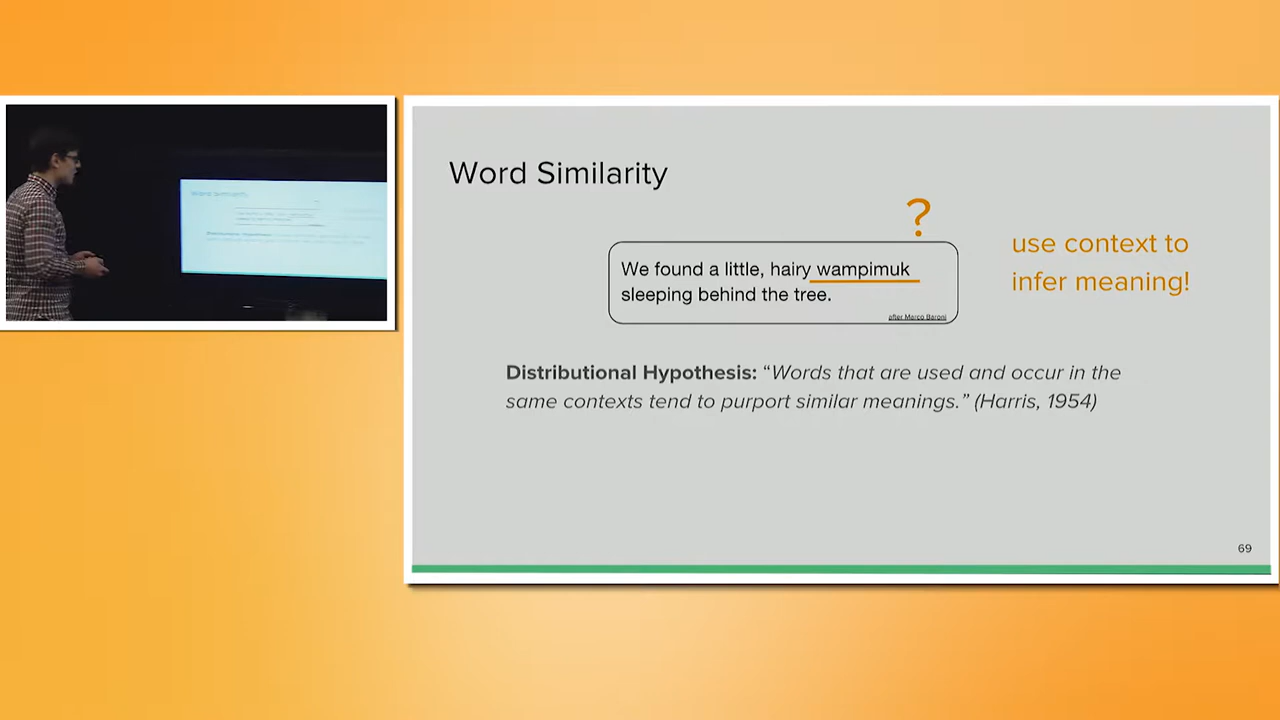 Word Similarity
?
We found a little, hairy wampimuk
sleeping behind the tree.
after Marco Baroni
use context to
infer meaning!
Distributional Hypothesis: “Words that are used and occur in the
same contexts tend to purport similar meanings.” (Harris, 1954)
69
Word Similarity